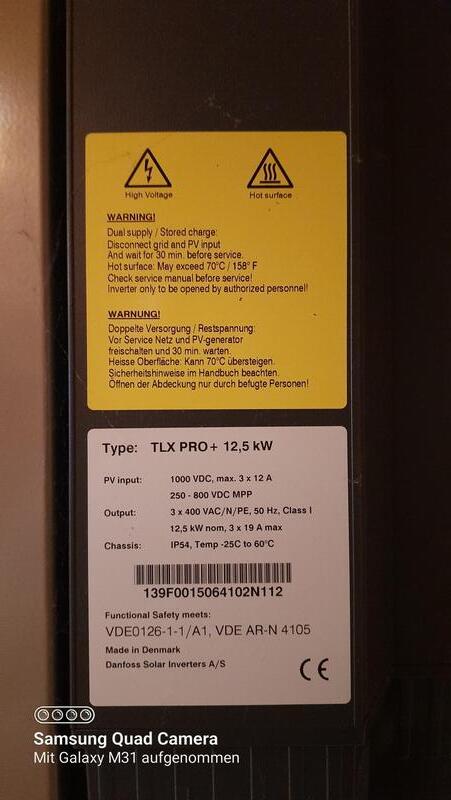 High Voltage
Hot surface
WARNING!
Dual supply / Stored charge:
Disconnect grid and PV input
And wait for 30 min. before service.
Hot surface: May exceed 70°C / 158° F
Check service manual before service!
Inverter only to be opened by authorized personnel!
WARNUNG!
Doppelte Versorgung / Restspannung:
Vor Service Netz und PV-generator
freischalten und 30 min. warten.
Heisse Oberfläche: Kann 70°C übersteigen.
Sicherheitshinweise im Handbuch beachten.
Öffnen der Abdeckung nur durch befugte Personen!
Type: TLX PRO+ 12,5 kW
PV input: 1000 VDC, max. 3 x 12 A
250 - 800 VDC MPP
Output: 3 x 400 VAC/N/PE, 50 Hz, Class I
12,5 kW nom, 3 x 19 A max
Chassis: IP54, Temp -25C to 60°C
139F0015064102N112
Functional Safety meets:
VDE0126-1-1/A1, VDE AR-N 4105
Made in Denmark
Danfoss Solar Inverters A/S
CE
Samsung Quad Camera
Mit Galaxy M31 aufgenommen